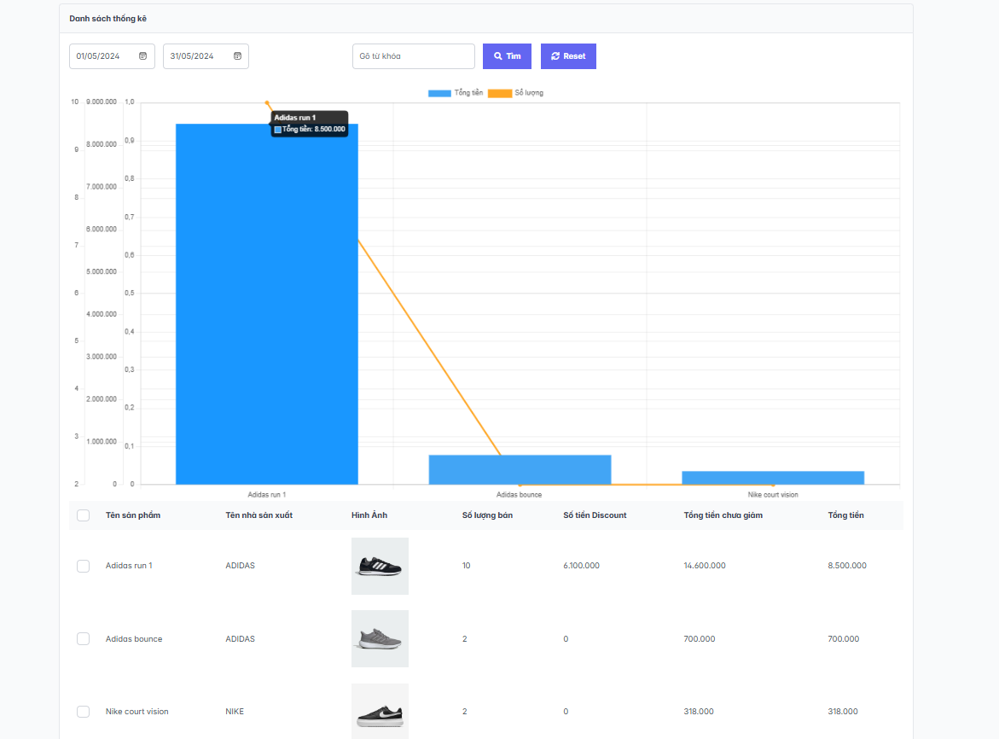 Danh sách thống kê
01/05/2024 31/05/2024 Gõ từ khóa Tìm Reset
Tổng tiền Số lượng
10 9.000.000 1,0
Adidas run 1
Tổng tiền: 8.500.000
0,9
8.000.000
9
0,8
7.000.000
8
0,7
6.000.000
7
0,6
5.000.000
6 0,5
4.000.000
0,4
5
3.000.000
0,3
4
2.000.000
0,2
3
1.000.000
0,1
2 0 0
Adidas run 1 Adidas bounce Nike court vision
Tên sản phẩm Tên nhà sản xuất Hình Ảnh Số lượng bán Số tiền Discount Tổng tiền chưa giảm Tổng tiền
Adidas run 1 ADIDAS 10 6.100.000 14.600.000 8.500.000
Adidas bounce ADIDAS 2 0 700.000 700.000
Nike court vision NIKE 2 0 318.000 318.000